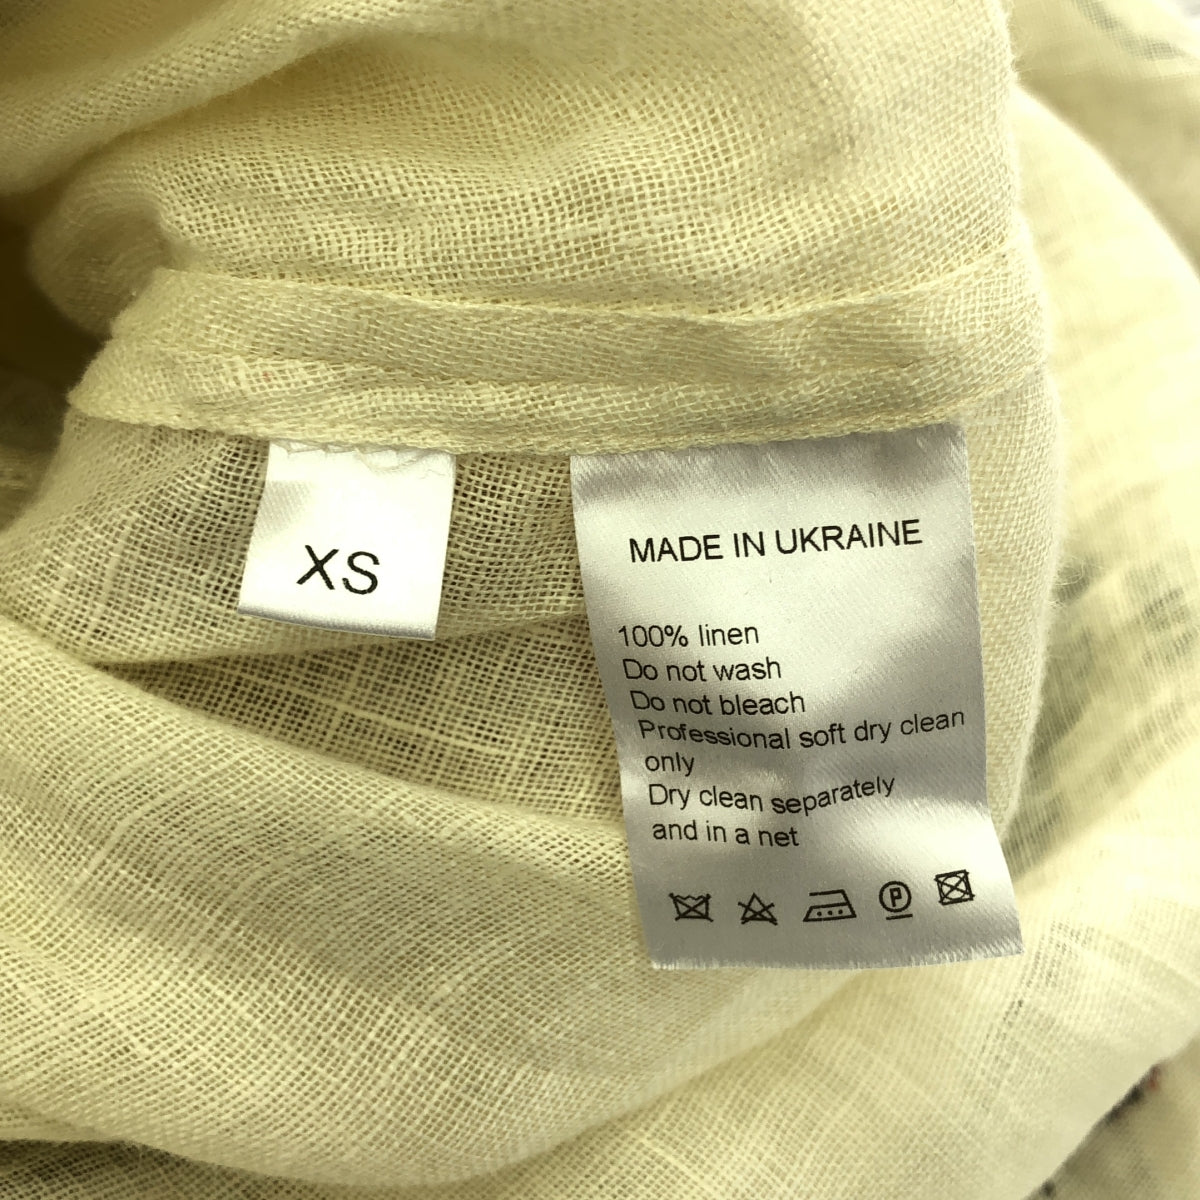 XS
MADE IN UKRAINE
100% linen
Do not wash
Do not bleach
Professional soft dry clean
only
Dry clean separately
and in a net
P